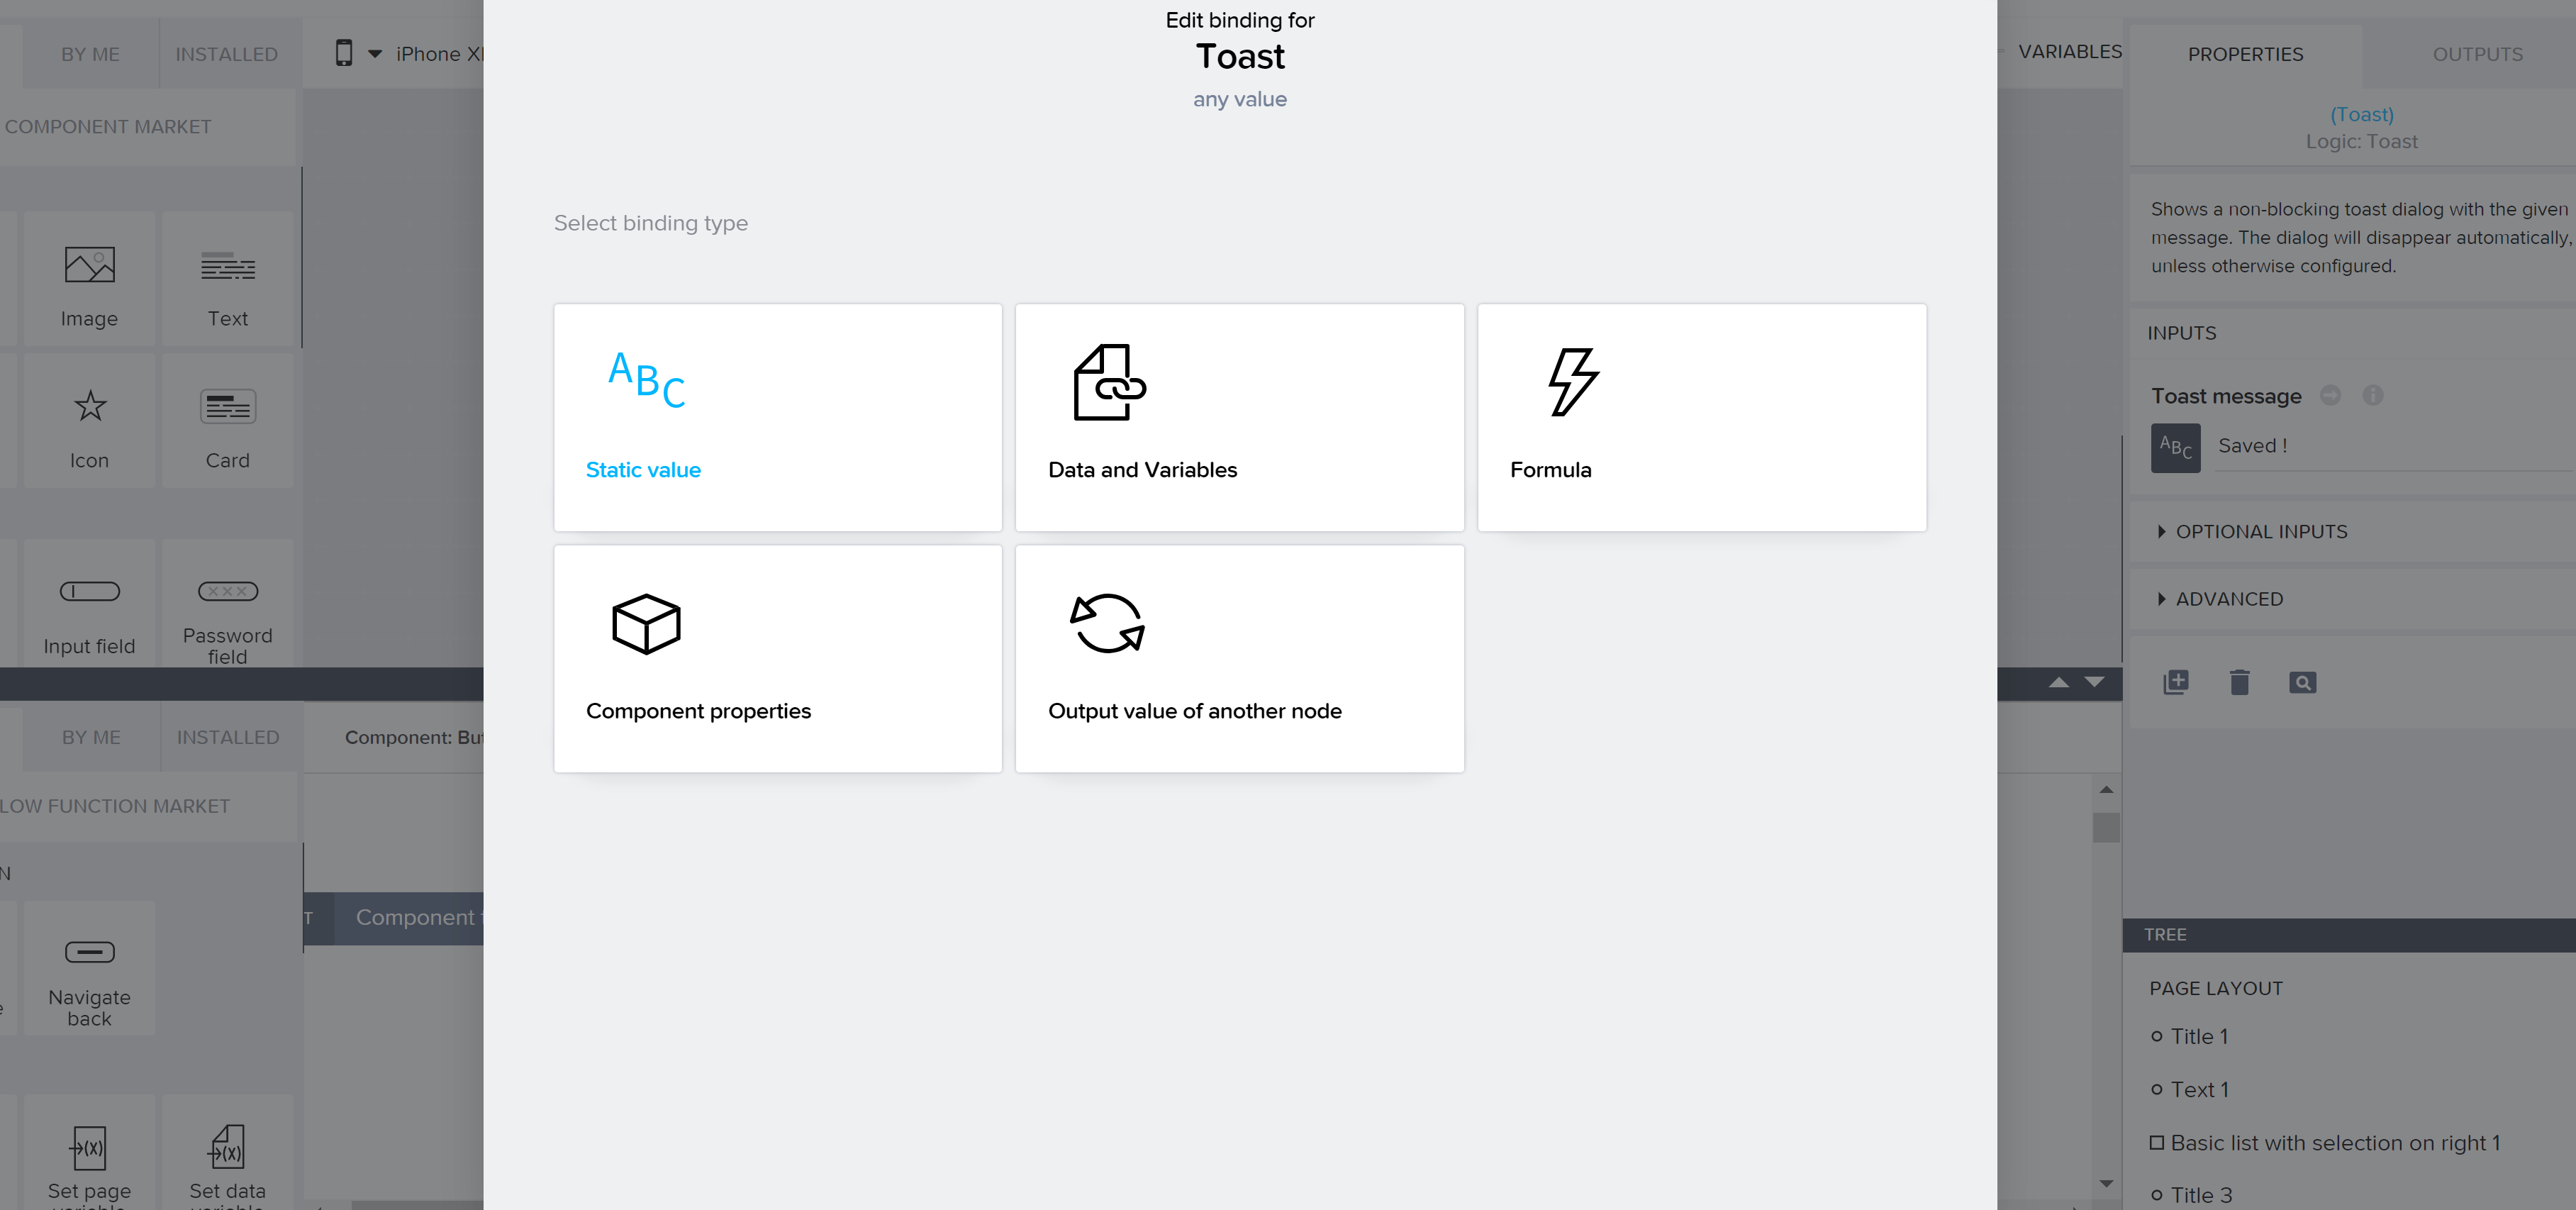 BY ME
INSTALLED
COMPONENT MARKET
Image
Text
Icon
Card
Input field
Password
field
BY ME
INSTALLED
LOW FUNCTION MARKET
N
Navigate
back
Set page
variable
Set data
variable
iPhone X
Component: Bu
T
Component
Edit binding for
Toast
any value
Select binding type
ABC
Static value
Data and Variables
Formula
Component properties
Output value of another node
VARIABLES
PROPERTIES
OUTPUTS
(Toast)
Logic: Toast
Shows a non-blocking toast dialog with the given
message. The dialog will disappear automatically,
unless otherwise configured.
INPUTS
Toast message
ABC
Saved !
OPTIONAL INPUTS
ADVANCED
TREE
PAGE LAYOUT
Title 1
Text 1
Basic list with selection on right 1
Title 3